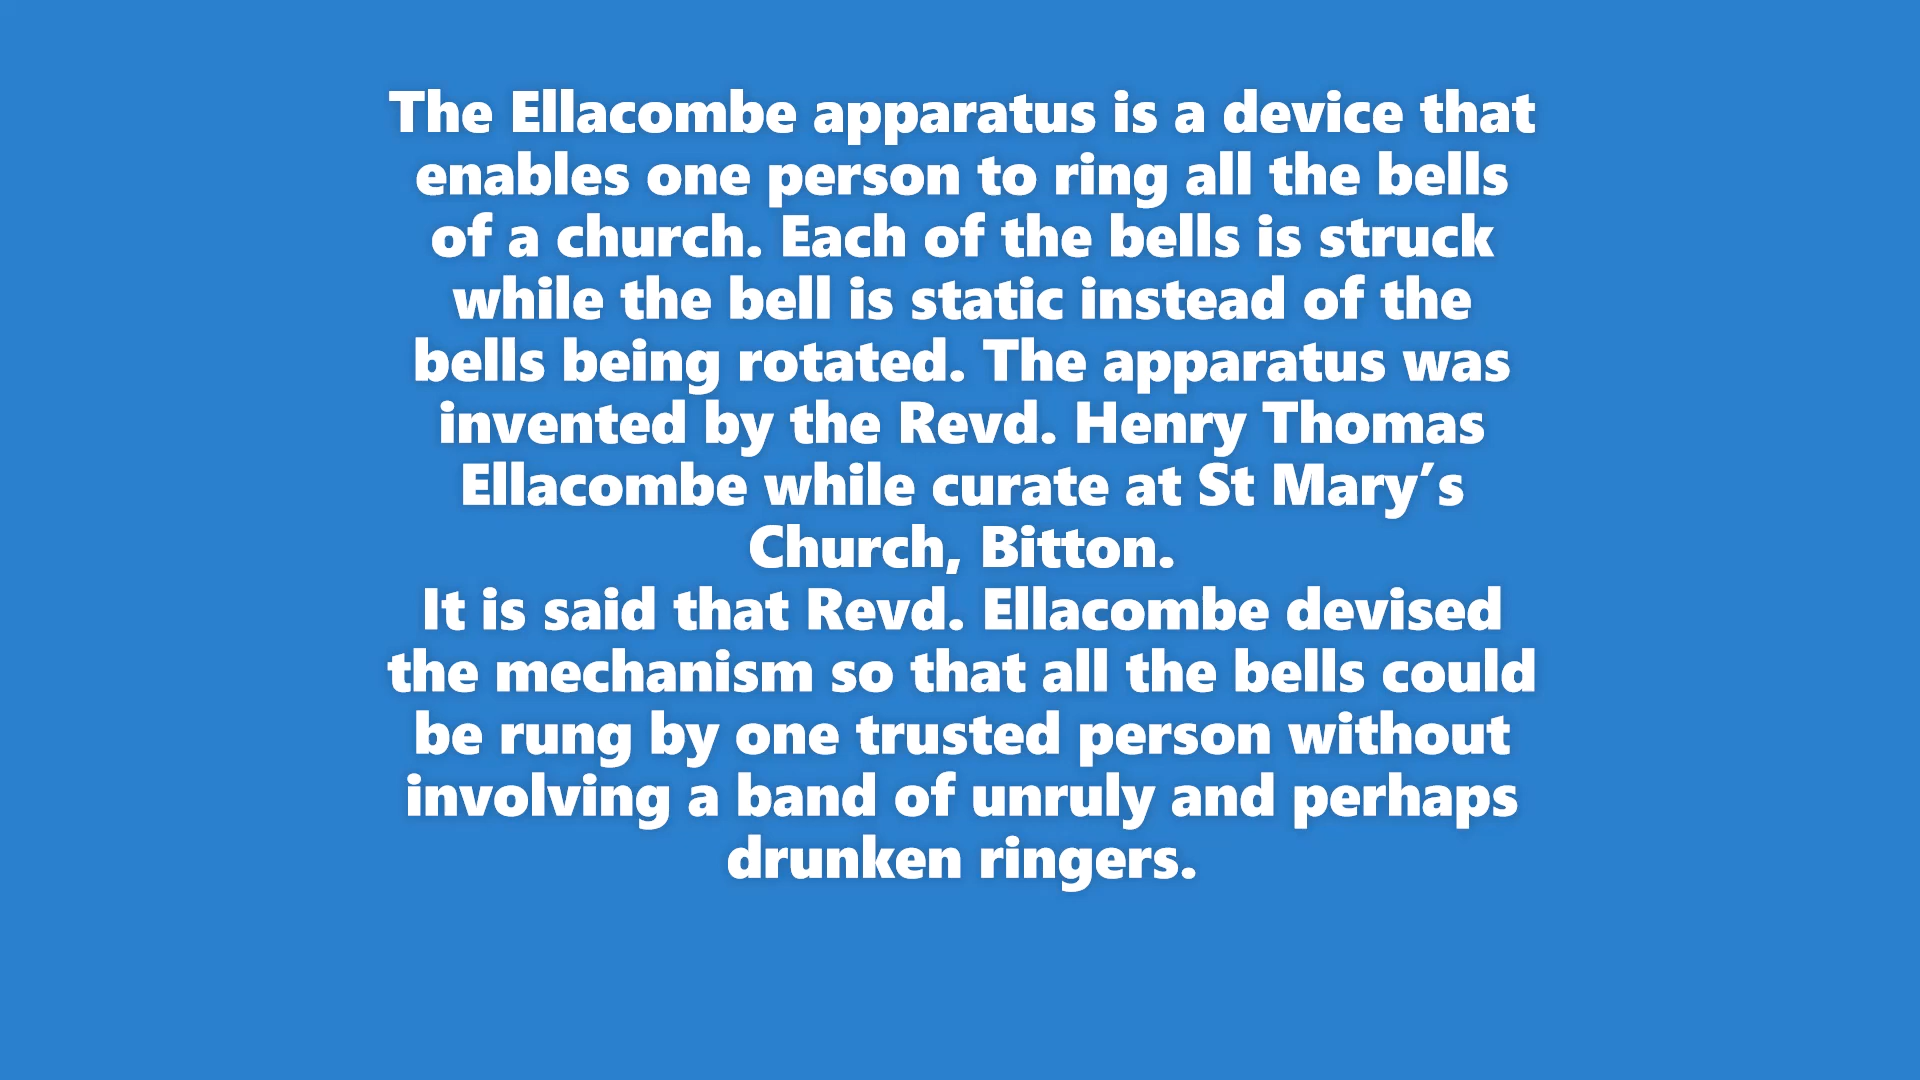 The Ellacombe apparatus is a device that
enables one person to ring all the bells
of a church. Each of the bells is struck
while the bell is static instead of the
bells being rotated. The apparatus was
invented by the Revd. Henry Thomas
Ellacombe while curate at St Mary’s
Church, Bitton.
It is said that Revd. Ellacombe devised
the mechanism so that all the bells could
be rung by one trusted person without
involving a band of unruly and perhaps
drunken ringers.